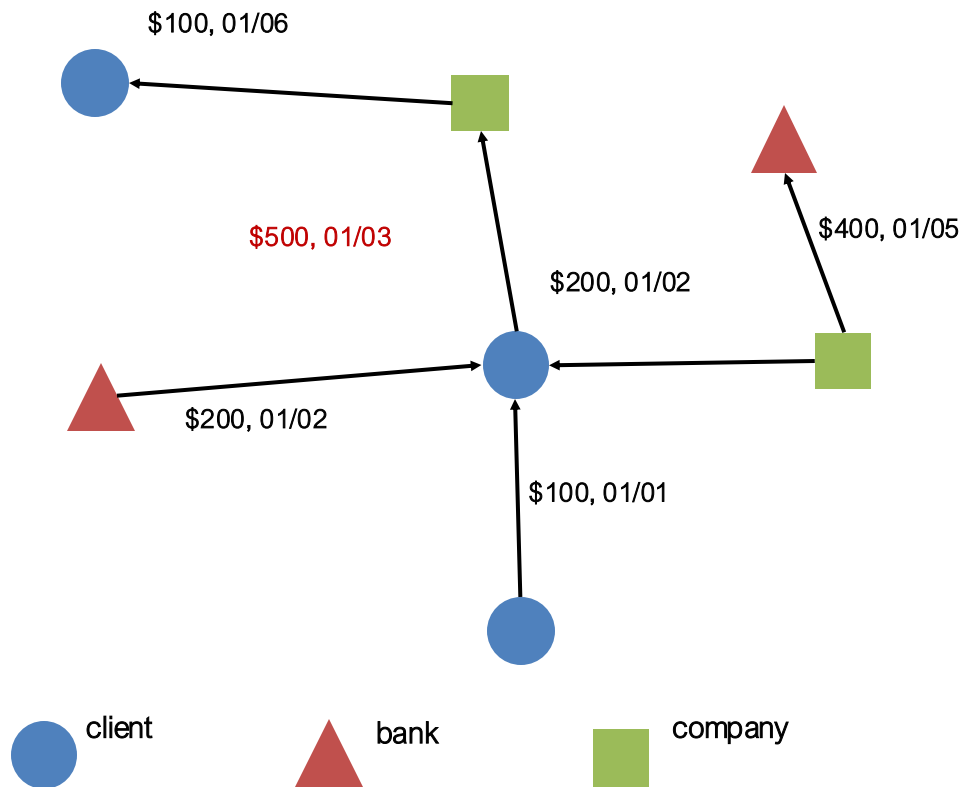 $100, 01/06
$400, 01/05
$500, 01/03
$200, 01/02
$200, 01/02
$100, 01/01
client
bank
company